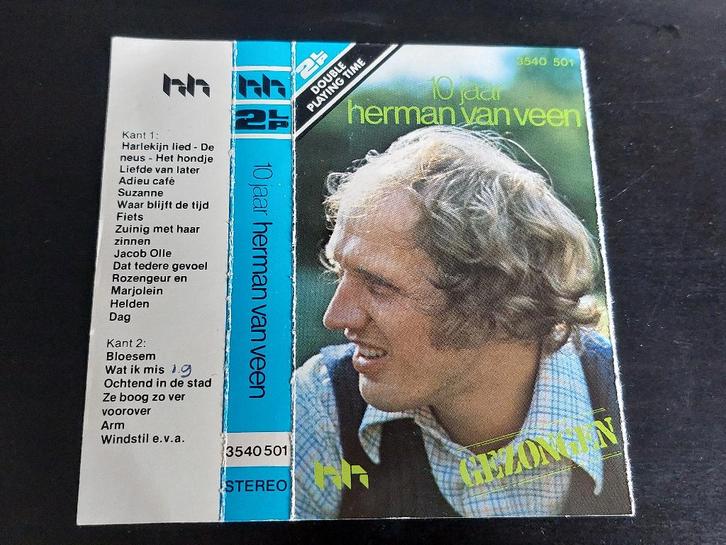 hh
Kant 1:
Harlekijn lied - De
neus - Het hondje
Liefde van later
Adieu café
Suzanne
Waar blijft de tijd
Fiets
Zuinig met haar
zinnen
Jacob Olle
Dat tedere gevoel
Rozengeur en
Marjolein
Helden
Dag
Kant 2:
Bloesem
Wat ik mis 19
Ochtend in de stad
Ze boog zo ver
voorover
Arm
Windstil e.v.a.
hh
2LP
10 jaar herman van veen
3540 501
STEREO
2LP
DOUBLE
PLAYING TIME
3540 501
10 jaar
herman van veen
hh
GEZONGEN